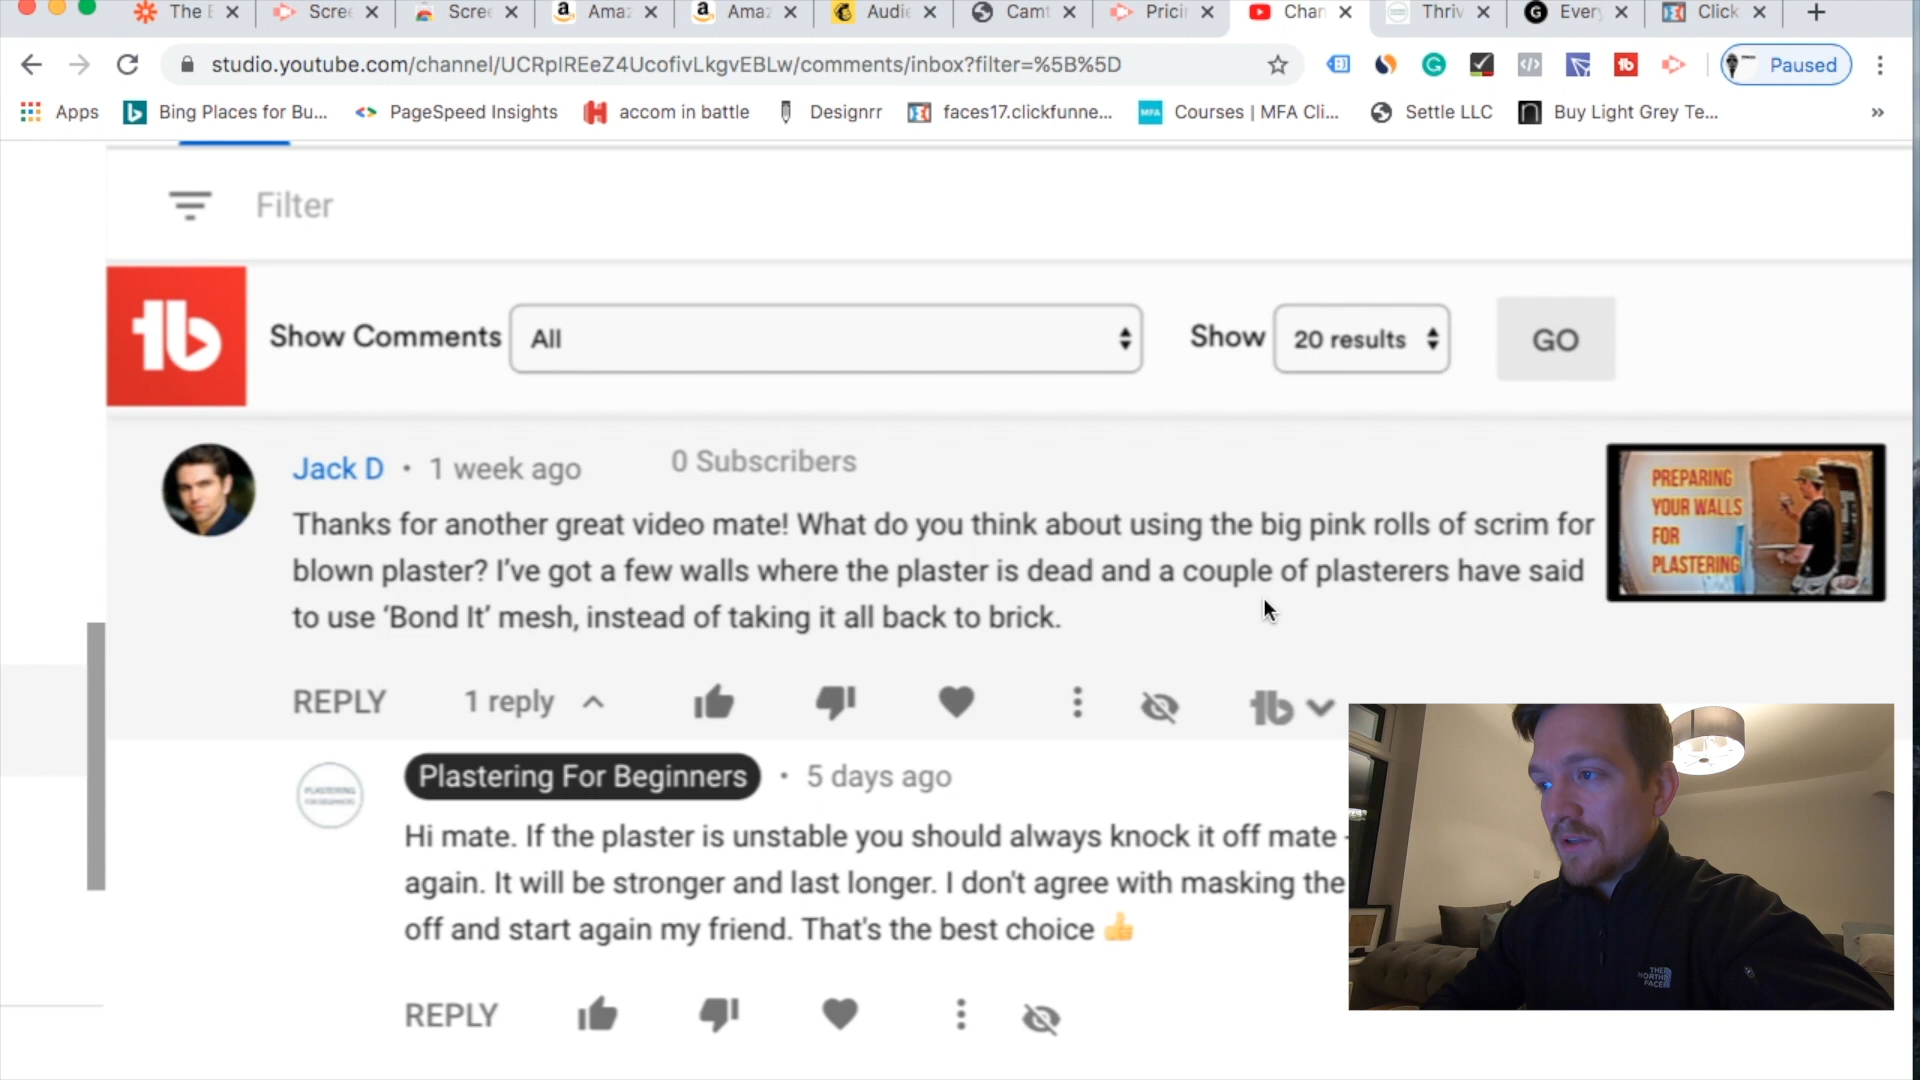 The
Scre
Scre
Ama
Ama
Audi
Camt
Prici
Chan
Thriv
Every
Click
studio.youtube.com/channel/UCRpIREeZ4UcofivLkgvEBLw/comments/inbox?filter=%5B%5D
Paused
Apps
Bing Places for Bu...
PageSpeed Insights
accom in battle
Designrr
faces17.clickfunne...
MFA
Courses | MFA Cli...
Settle LLC
Buy Light Grey Te...
Filter
Show Comments
All
Show
20 results
GO
Jack D • 1 week ago
0 Subscribers
Thanks for another great video mate! What do you think about using the big pink rolls of scrim for
blown plaster? I've got a few walls where the plaster is dead and a couple of plasterers have said
to use ‘Bond It’ mesh, instead of taking it all back to brick.
PREPARING
YOUR WALLS
FOR
PLASTERING
REPLY
1 reply
Plastering For Beginners • 5 days ago
Hi mate. If the plaster is unstable you should always knock it off mate
again. It will be stronger and last longer. I don't agree with masking the
off and start again my friend. That's the best choice 👍
REPLY
THE
NORTH
FACE